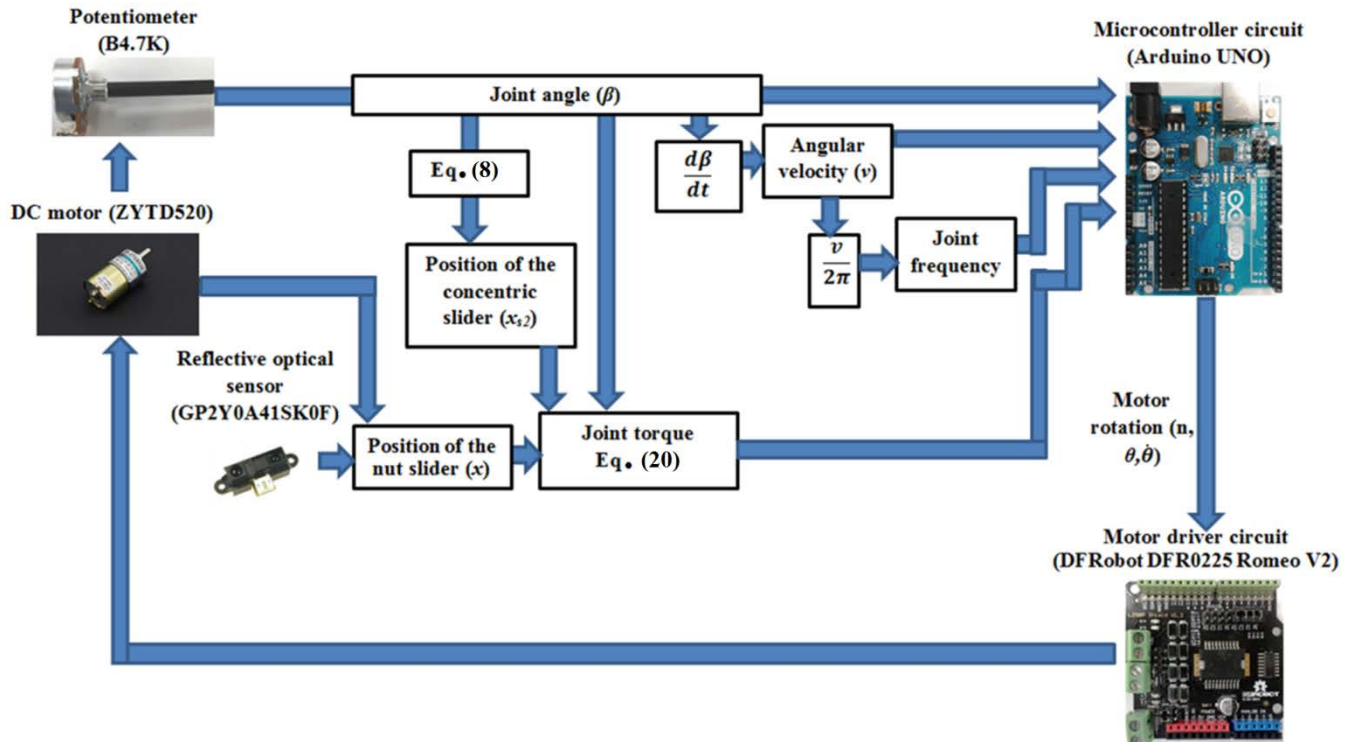 Potentiometer
(B4.7K)
Microcontroller circuit
(Arduino UNO)
Joint angle (β)
Eq. (8)
dβ
dt
Angular
velocity (v)
DC motor (ZYTD520)
v
2π
Joint
frequency
Position of the
concentric
slider (xs2)
Reflective optical
sensor
(GP2Y0A41SK0F)
Position of the
nut slider (x)
Joint torque
Eq. (20)
Motor
rotation (n,
θ,θ̇)
Motor driver circuit
(DFRobot DFR0225 Romeo V2)